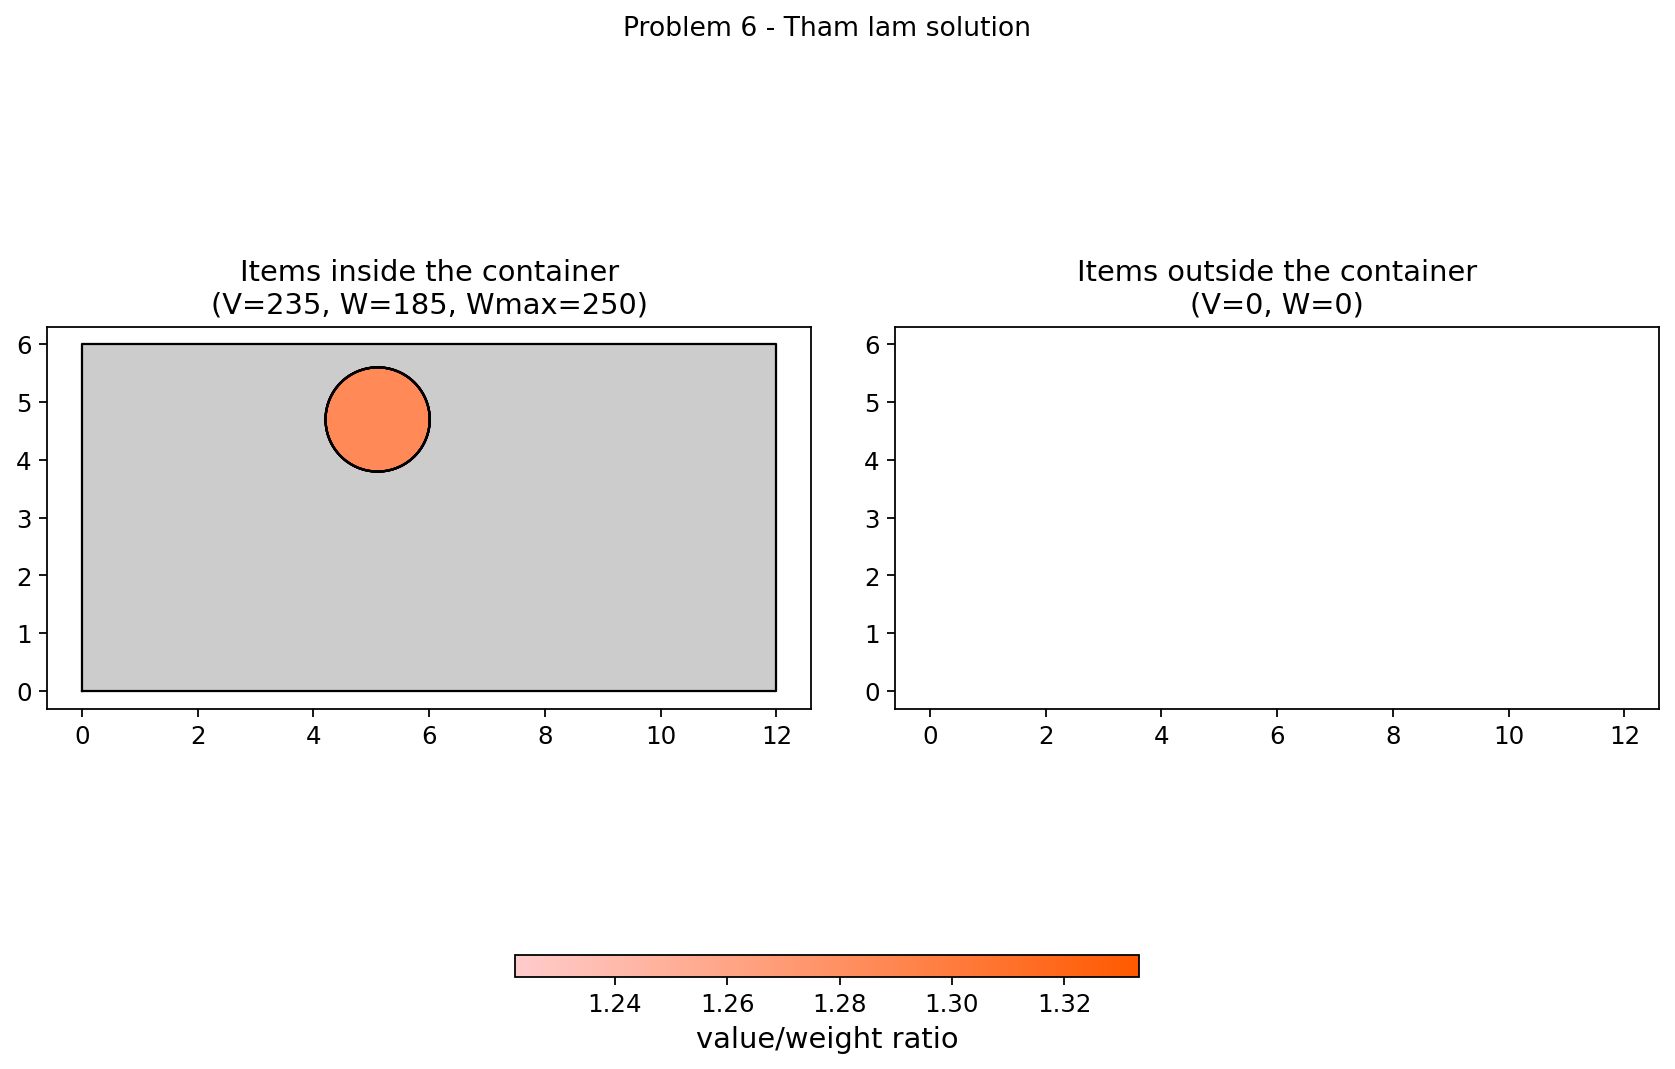 Problem 6 - Tham lam solution
Items inside the container
(V=235, W=185, Wmax=250)
6
5
4
3
2
1
0
0 2 4 6 8 10 12
Items outside the container
(V=0, W=0)
6
5
4
3
2
1
0
0 2 4 6 8 10 12
1.24 1.26 1.28 1.30 1.32
value/weight ratio